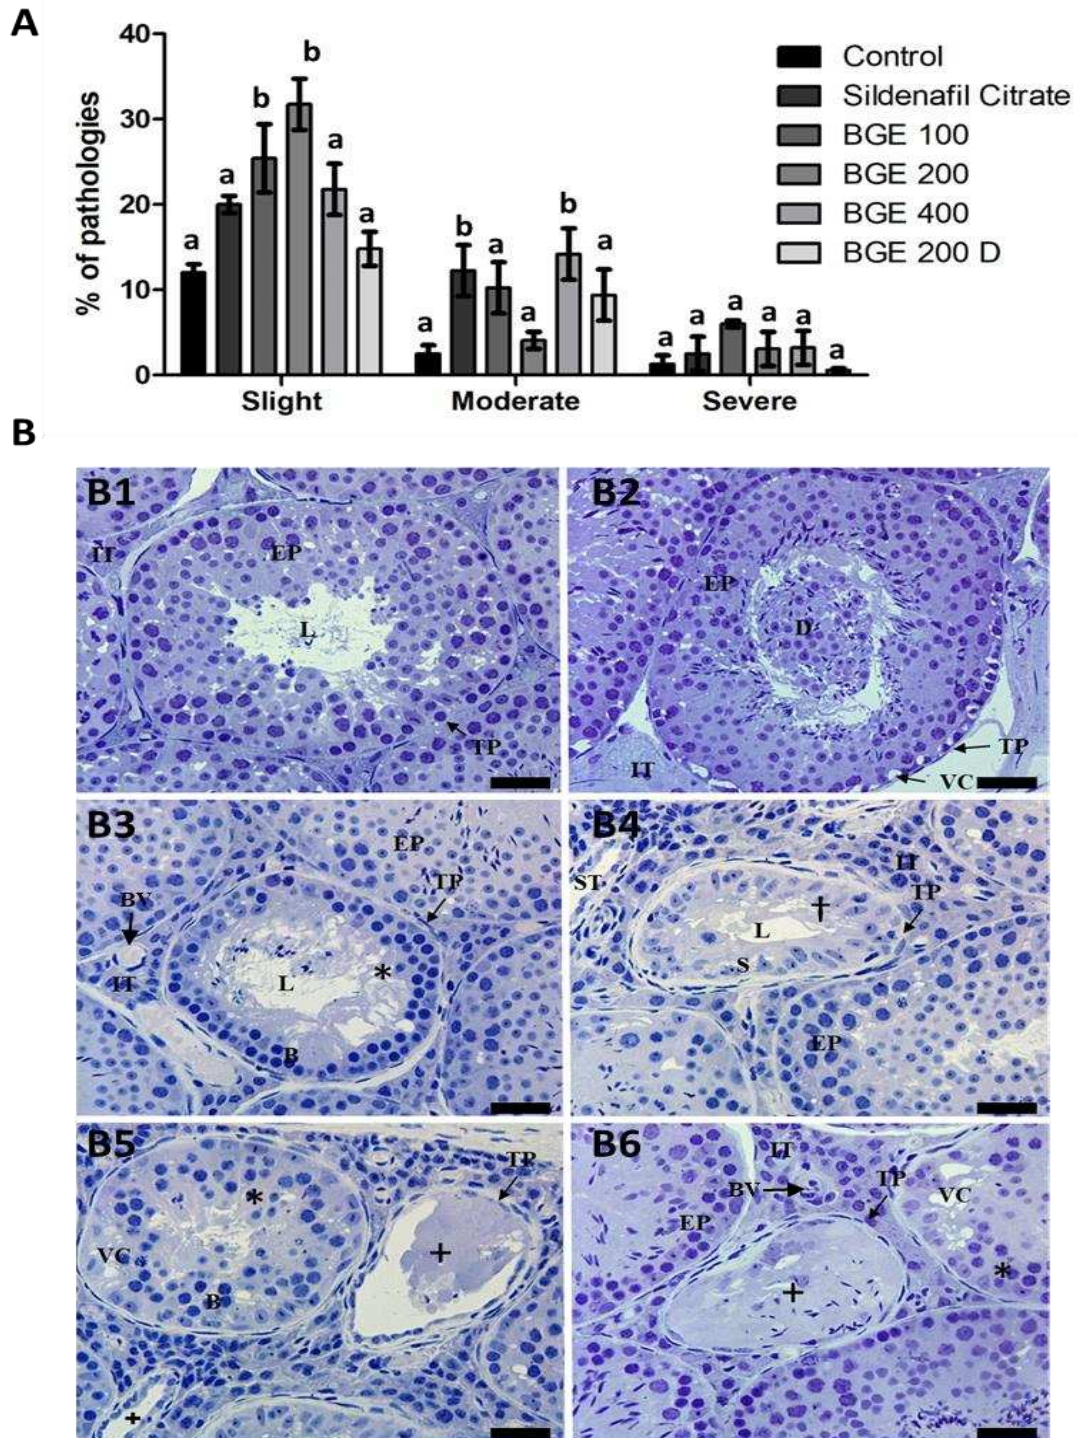 A
% of pathologies
40
30
20
10
0
a
a
b
b
a
a
a
b
a
a
b
a
a
a
a
a
a
a
Slight
Moderate
Severe
Control
Sildenafil Citrate
BGE 100
BGE 200
BGE 400
BGE 200 D
B
B1
IT
EP
L
TP
B2
EP
D
IT
TP
VC
B3
EP
TP
BV
IT
L
*
B
B4
IT
ST
TP
†
L
S
EP
B5
TP
*
VC
+
B
+
B6
IT
BV
TP
VC
EP
*
+